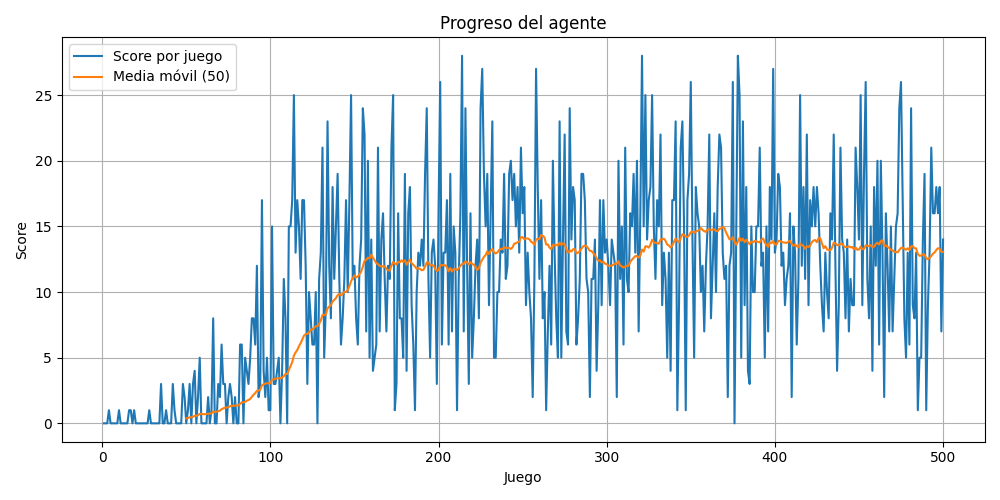 Progreso del agente
Score por juego
Media móvil (50)
25
20
15
10
5
0
Score
0 100 200 300 400 500
Juego